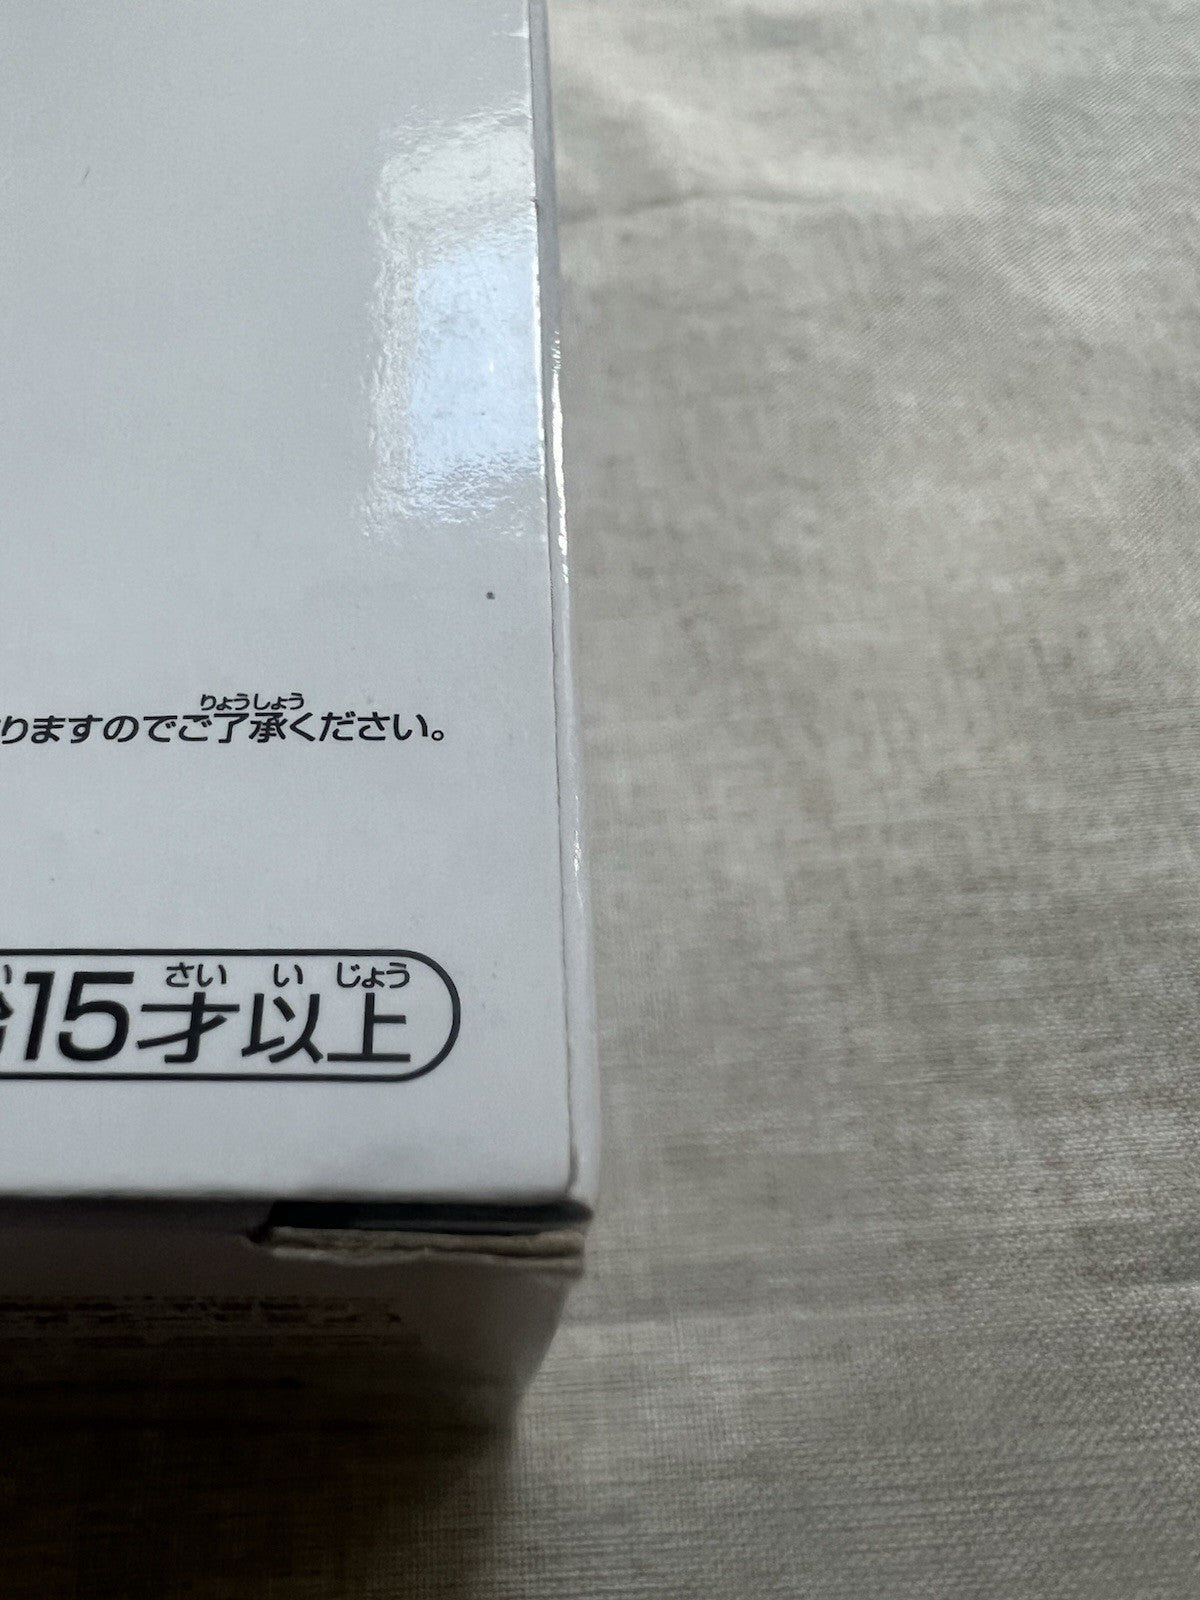 りますのでご了承ください。
りょうしょう
15才以上
さい い じょう